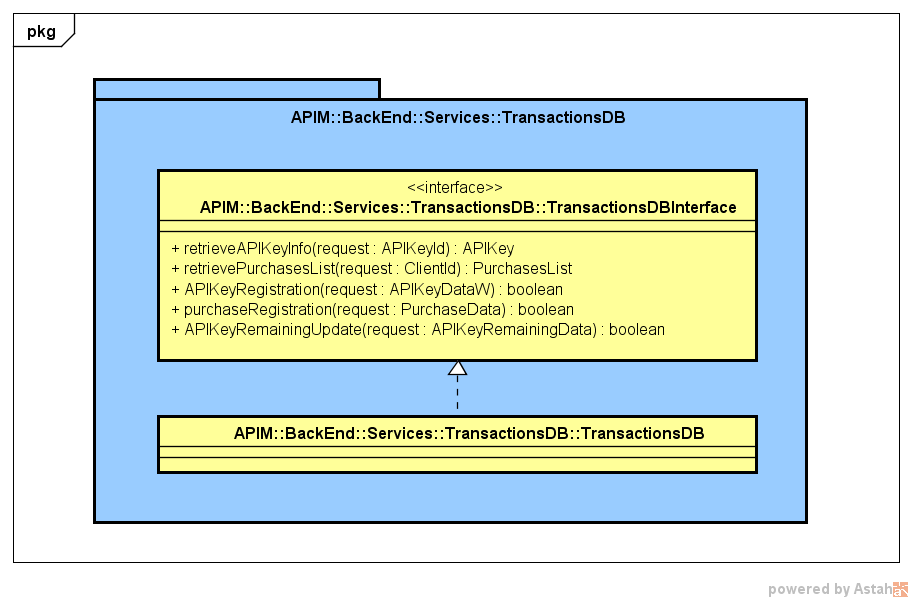 pkg
APIM::BackEnd::Services::TransactionsDB
<<interface>>
APIM::BackEnd::Services::TransactionsDB::TransactionsDBInterface
+ retrieveAPIKeyInfo(request : APIKeyId) : APIKey
+ retrievePurchasesList(request : ClientId) : PurchasesList
+ APIKeyRegistration(request : APIKeyDataW) : boolean
+ purchaseRegistration(request : PurchaseData) : boolean
+ APIKeyRemainingUpdate(request : APIKeyRemainingData) : boolean
APIM::BackEnd::Services::TransactionsDB::TransactionsDB
powered by Astah